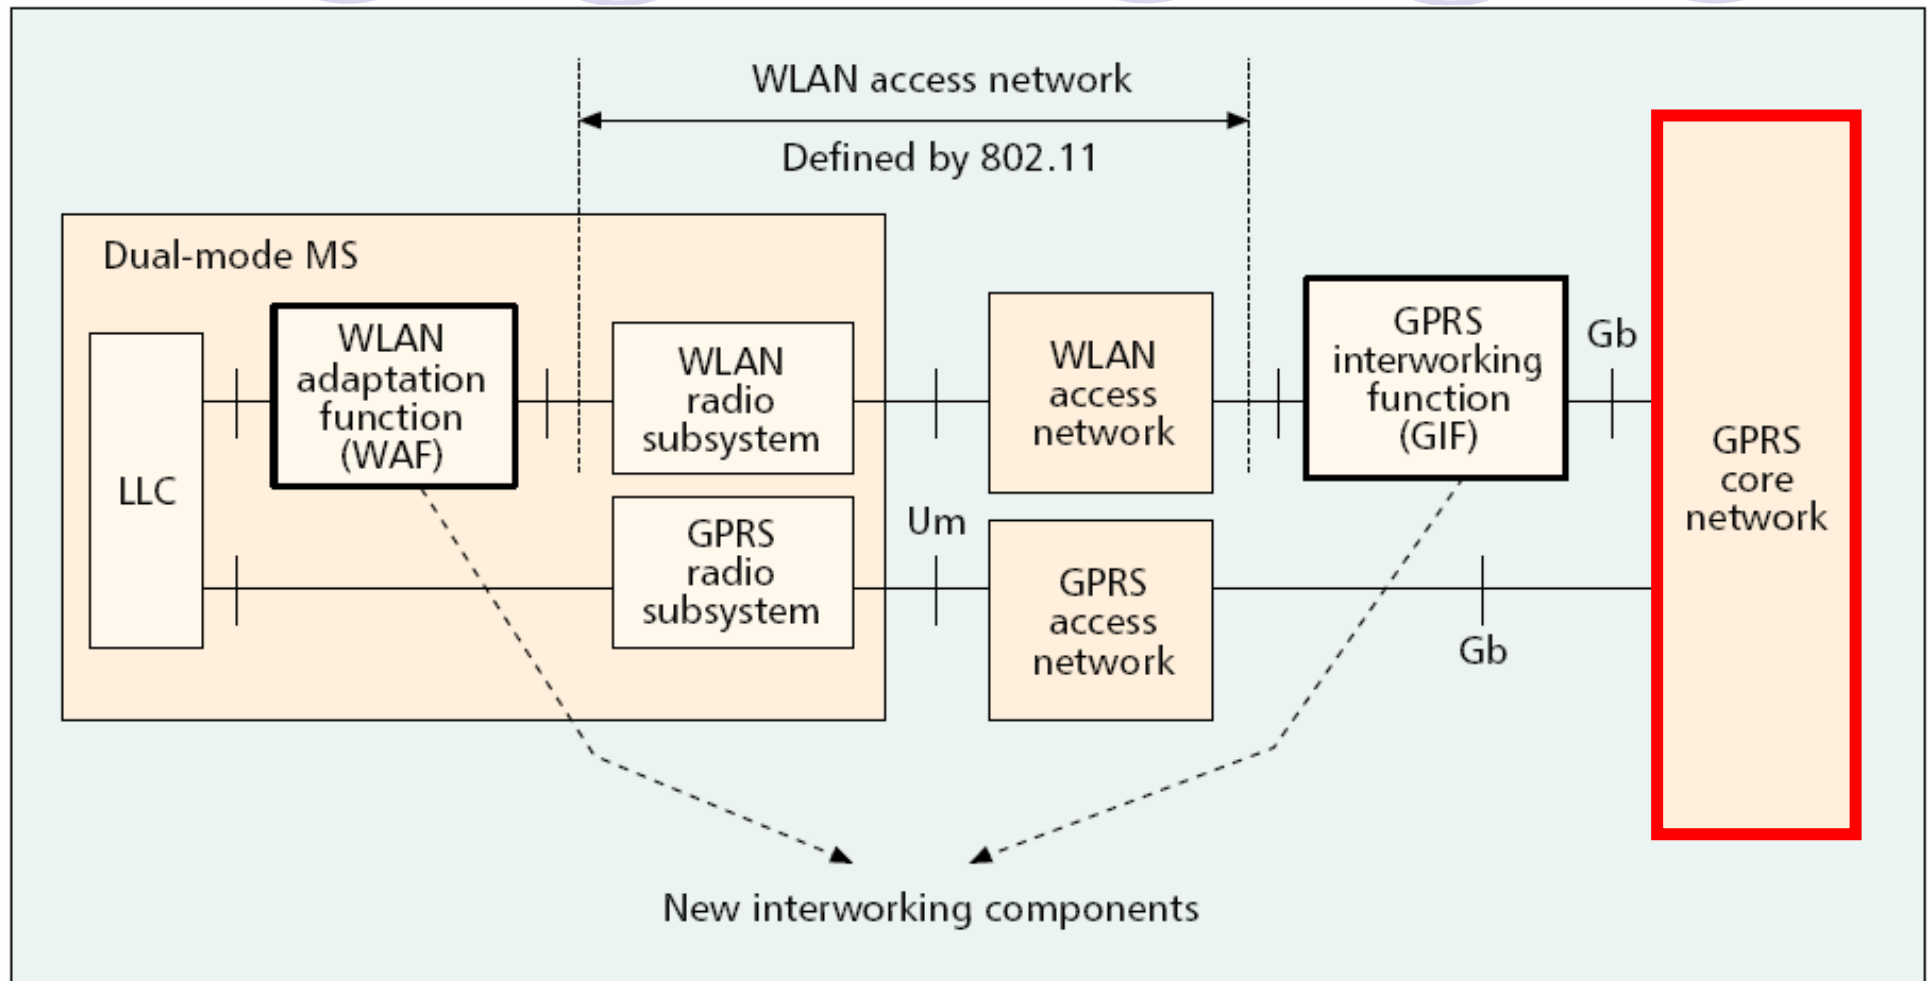 WLAN access network
Defined by 802.11
Dual-mode MS
LLC
WLAN
adaptation
function
(WAF)
WLAN
radio
subsystem
WLAN
access
network
GPRS
interworking
function
(GIF)
Gb
GPRS
core
network
GPRS
radio
subsystem
Um
GPRS
access
network
Gb
New interworking components